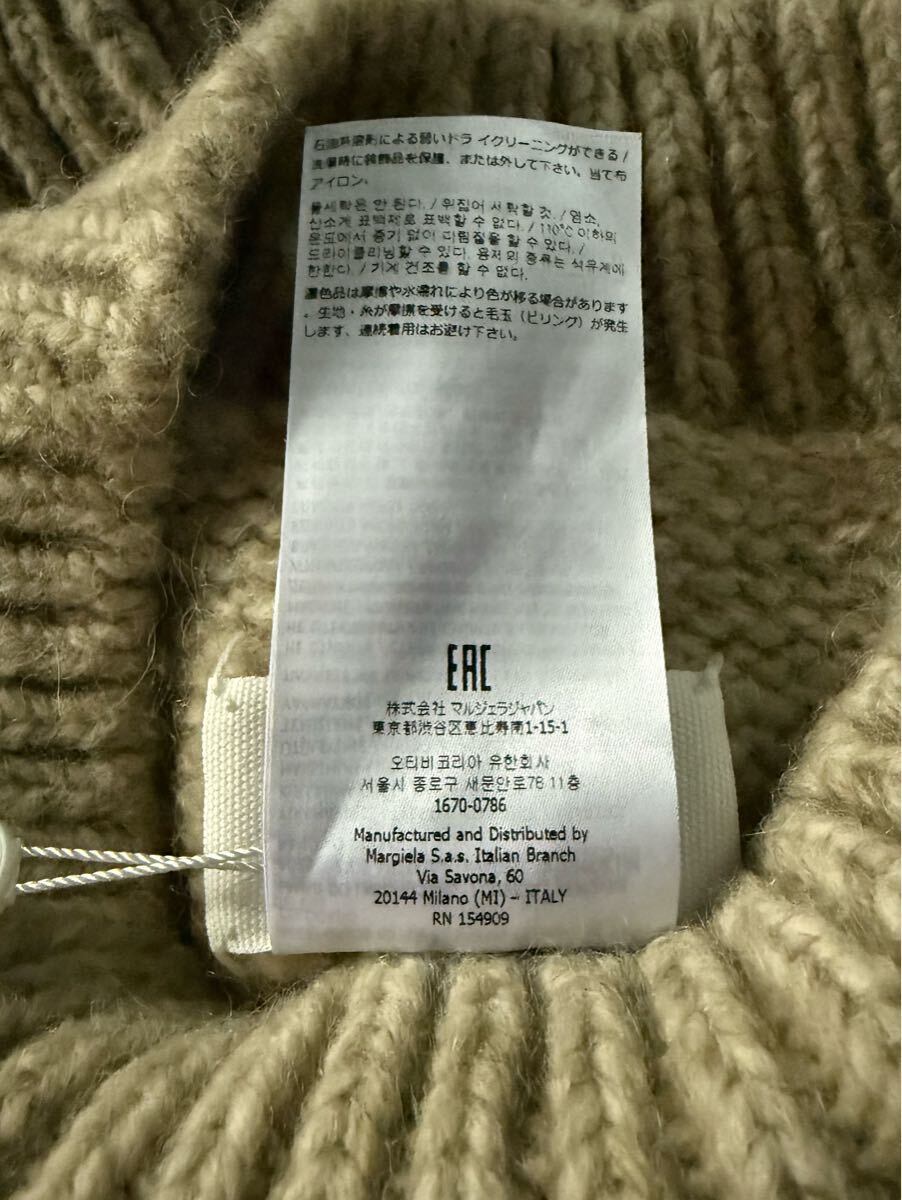 石油系溶剤による弱いドライクリーニングができる/
洗濯時に装飾品を保護、または外して下さい。当て布
アイロン。
물세탁은 안 된다. / 뒤집어 세탁할 것. / 염소,
산소계 표백제로 표백할 수 없다. / 110℃ 이하의
온도에서 증기 없이 다림질을 할 수 있다. /
드라이클리닝할 수 있다. 용저의 종류는 석유계에
한한다. / 기계 건조를 할 수 없다.
濃色品は摩擦や水濡れにより色が移る場合があります
。生地・糸が摩擦を受けると毛玉（ピリング）が発生
します、連続着用はお避け下さい。
EAC
株式会社 マルジェラジャパン
東京都渋谷区恵比寿南1-15-1
오티비코리아 유한회사
서울시 종로구 새문안로78 11층
1670-0786
Manufactured and Distributed by
Margiela S.a.s. Italian Branch
Via Savona, 60
20144 Milano (MI) - ITALY
RN 154909